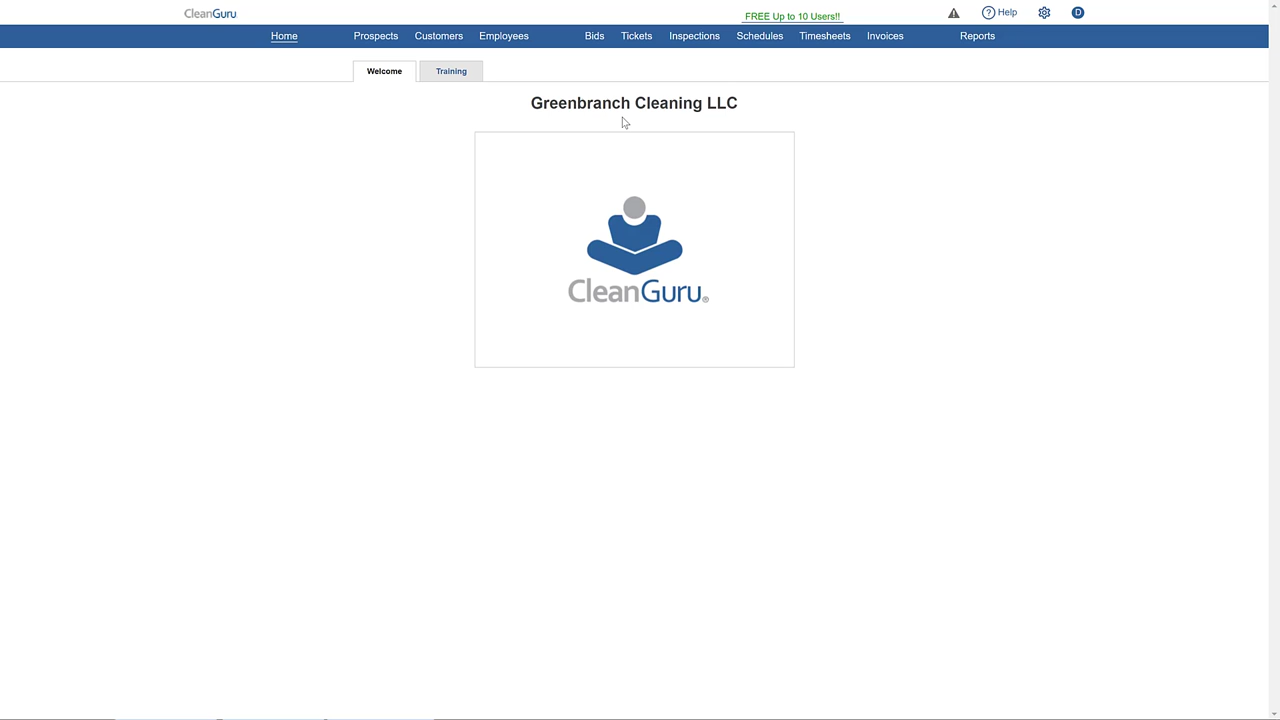 CleanGuru
FREE Up to 10 Users!!
Help
D
Home
Prospects
Customers
Employees
Bids
Tickets
Inspections
Schedules
Timesheets
Invoices
Reports
Welcome
Training
Greenbranch Cleaning LLC
CleanGuru®